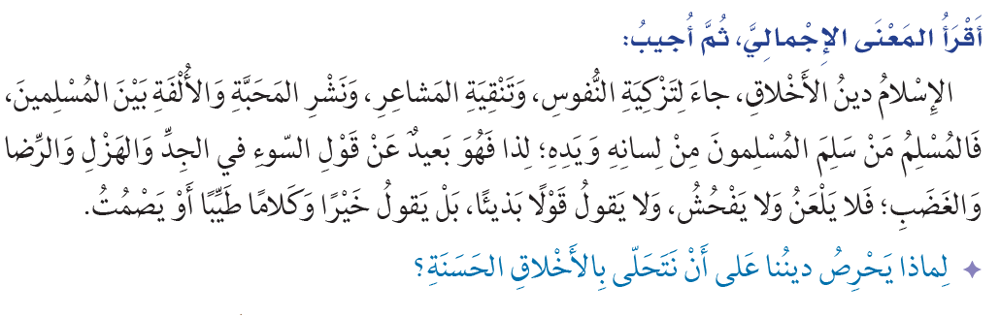 أَقْرَأُ المَعْنَى الإِجْمالِيَّ، ثُمَّ أُجيبُ:
الإِسْلامُ دينُ الأَخْلاقِ، جاءَ لِتَزْكِيَةِ النُّفوسِ، وَتَنْقِيَةِ المَشاعِرِ، وَنَشْرِ المَحَبَّةِ وَالأُلْفَةِ بَيْنَ المُسْلِمينَ،
فَالمُسْلِمُ مَنْ سَلِمَ المُسْلِمونَ مِنْ لِسانِهِ وَيَدِهِ؛ لِذا فَهُوَ بَعيدٌ عَنْ قَوْلِ السّوءِ في الجِدِّ وَالهَزْلِ وَالرِّضا
وَالغَضَبِ؛ فَلا يَلْعَنُ وَلا يَفْحُشُ، وَلا يَقولُ قَوْلًا بَذيئًا، بَلْ يَقولُ خَيْرًا وَكَلامًا طَيِّبًا أَوْ يَصْمُتُ.
✦ لِماذا يَحْرِصُ دينُنا عَلى أَنْ نَتَحَلّى بِالأَخْلاقِ الحَسَنَةِ؟